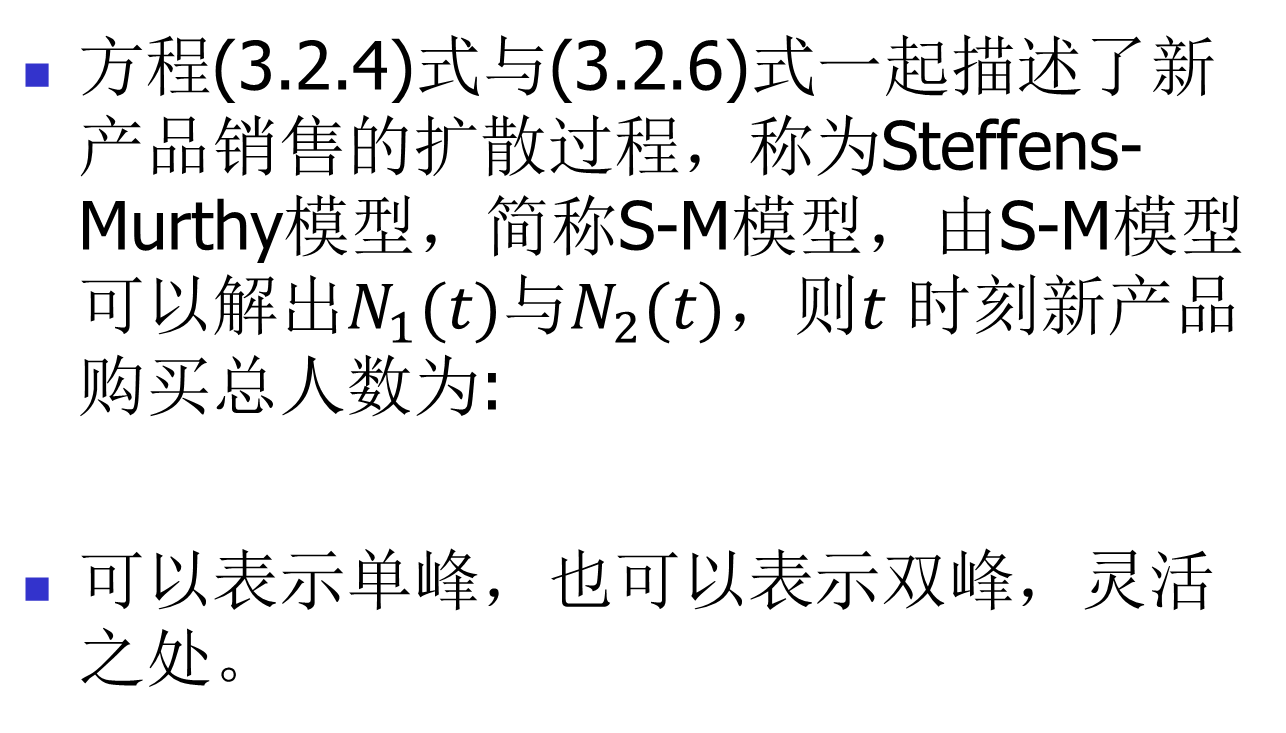 方程(3.2.4)式与(3.2.6)式一起描述了新
产品销售的扩散过程，称为Steffens-
Murthy模型，简称S-M模型，由S-M模型
可以解出N₁(t)与N₂(t)，则t 时刻新产品
购买总人数为:
可以表示单峰，也可以表示双峰，灵活
之处。